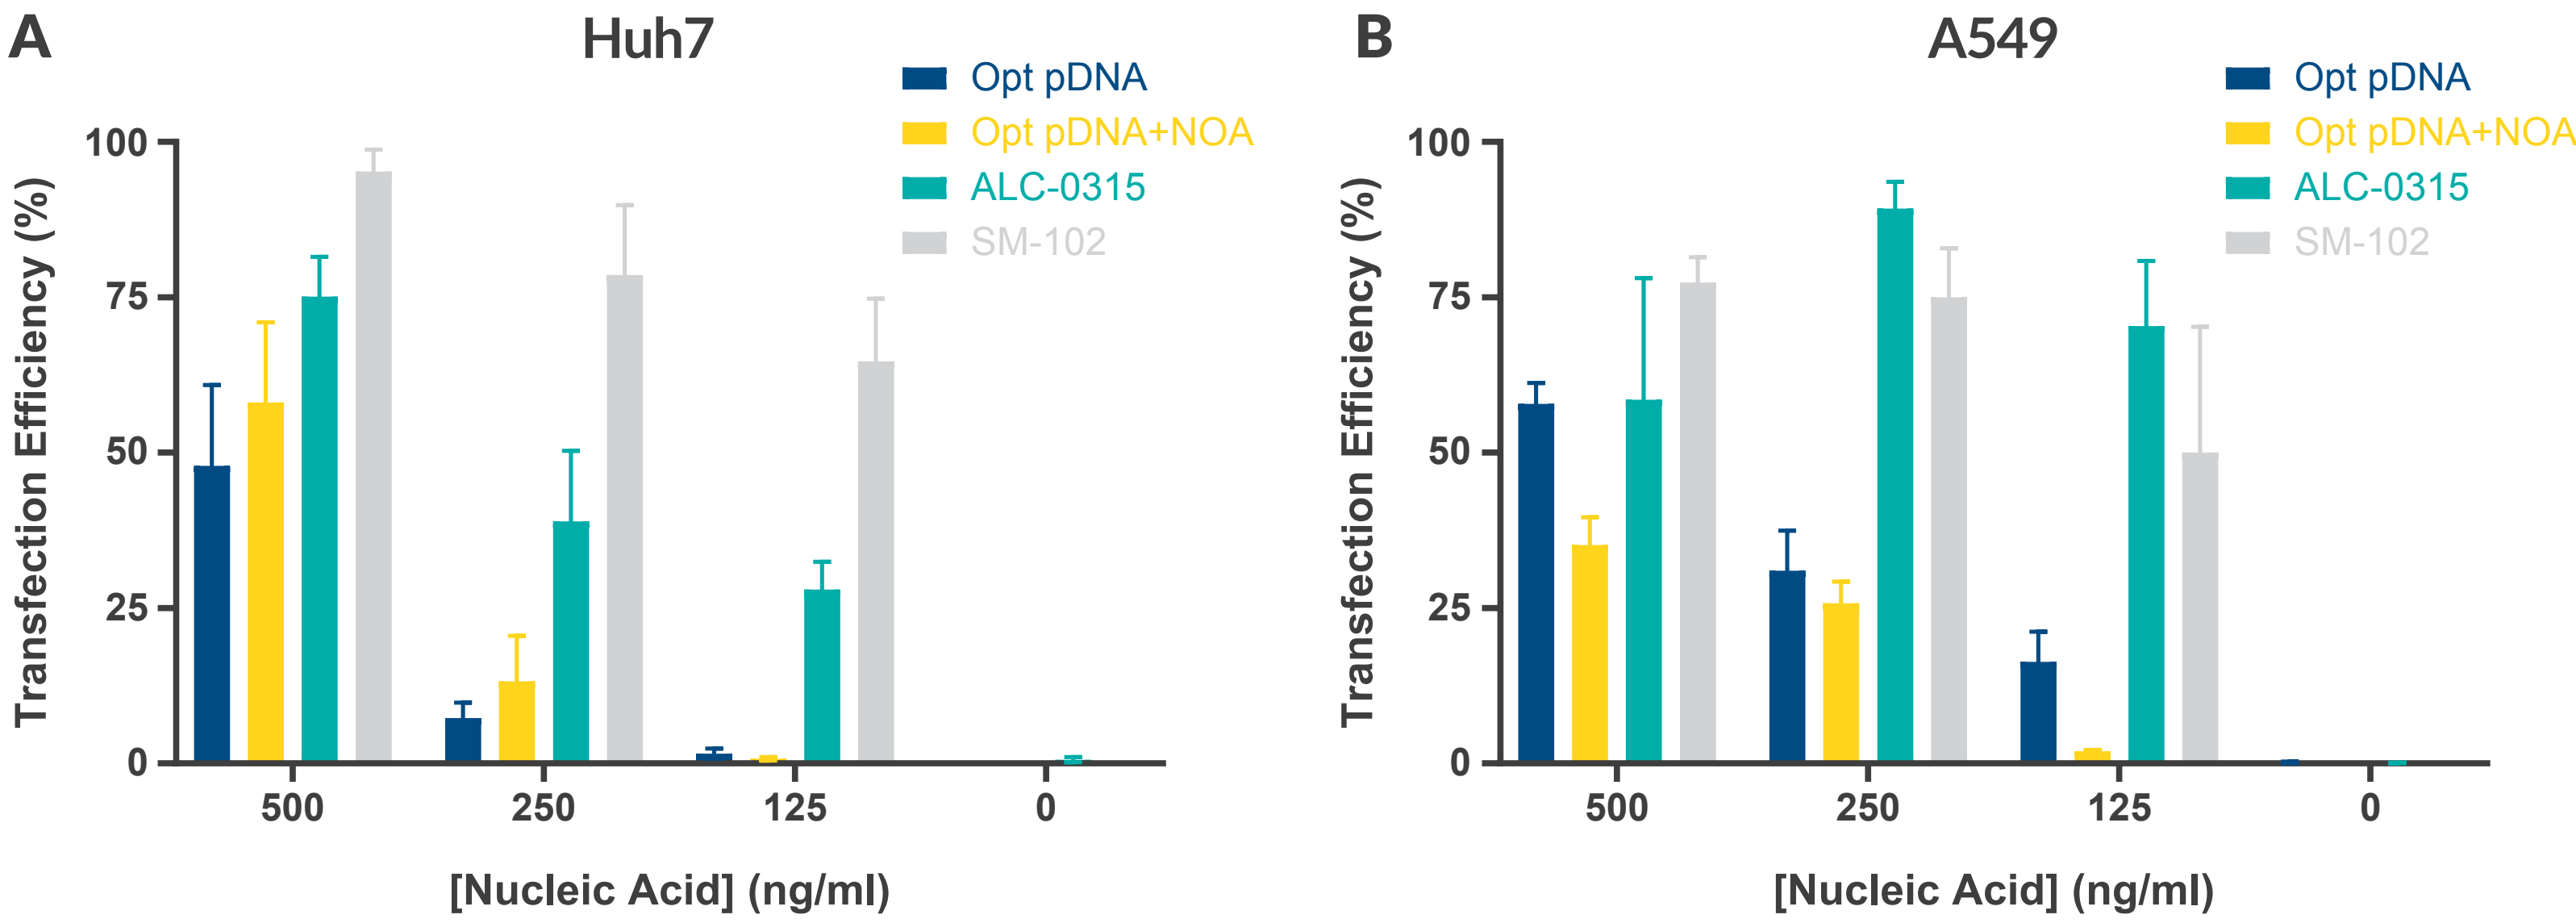 A
Huh7
Opt pDNA
Opt pDNA+NOA
ALC-0315
SM-102
Transfection Efficiency (%)
100
75
50
25
0
500 250 125 0
[Nucleic Acid] (ng/ml)
B
A549
Opt pDNA
Opt pDNA+NOA
ALC-0315
SM-102
Transfection Efficiency (%)
100
75
50
25
0
500 250 125 0
[Nucleic Acid] (ng/ml)